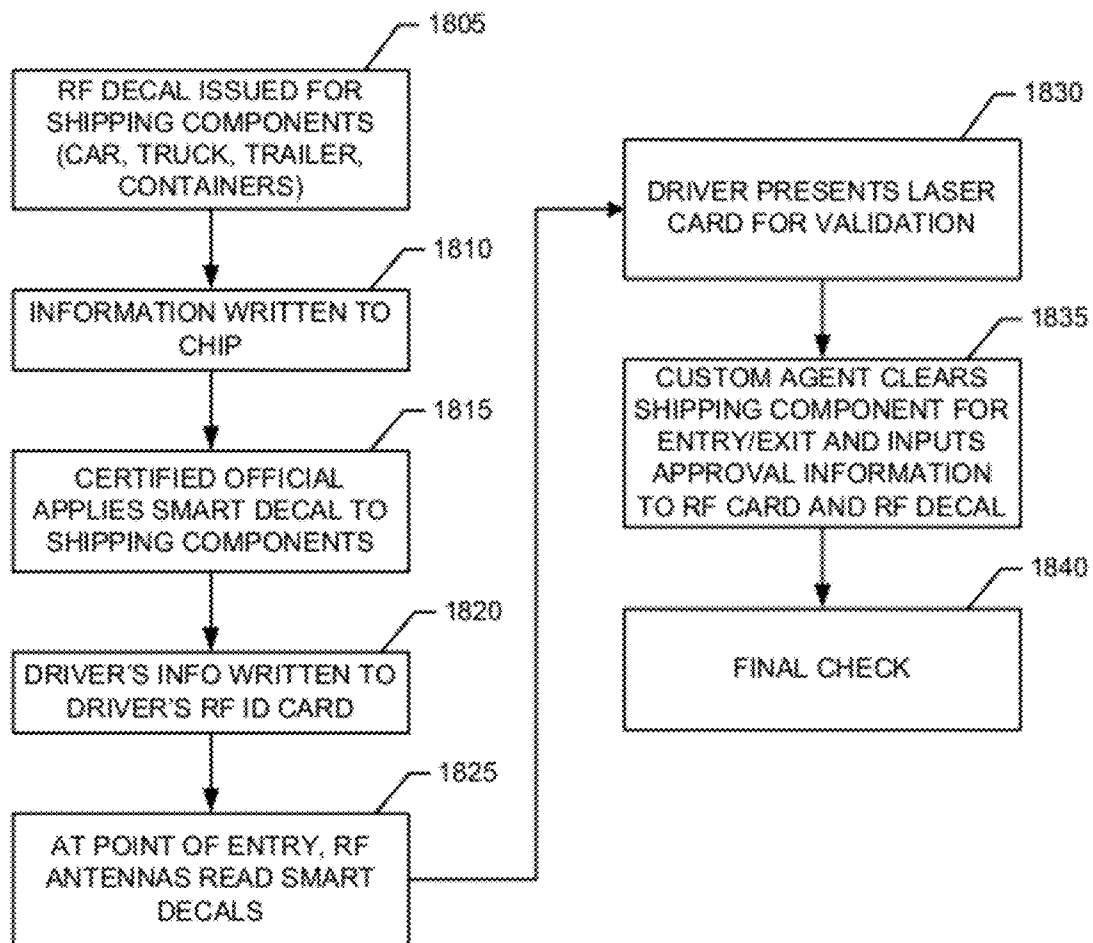 1805
RF DECAL ISSUED FOR
SHIPPING COMPONENTS
(CAR, TRUCK, TRAILER,
CONTAINERS)
1810
INFORMATION WRITTEN TO
CHIP
1815
CERTIFIED OFFICIAL
APPLIES SMART DECAL TO
SHIPPING COMPONENTS
1820
DRIVER'S INFO WRITTEN TO
DRIVER'S RF ID CARD
1825
AT POINT OF ENTRY, RF
ANTENNAS READ SMART
DECALS
1830
DRIVER PRESENTS LASER
CARD FOR VALIDATION
1835
CUSTOM AGENT CLEARS
SHIPPING COMPONENT FOR
ENTRY/EXIT AND INPUTS
APPROVAL INFORMATION
TO RF CARD AND RF DECAL
1840
FINAL CHECK